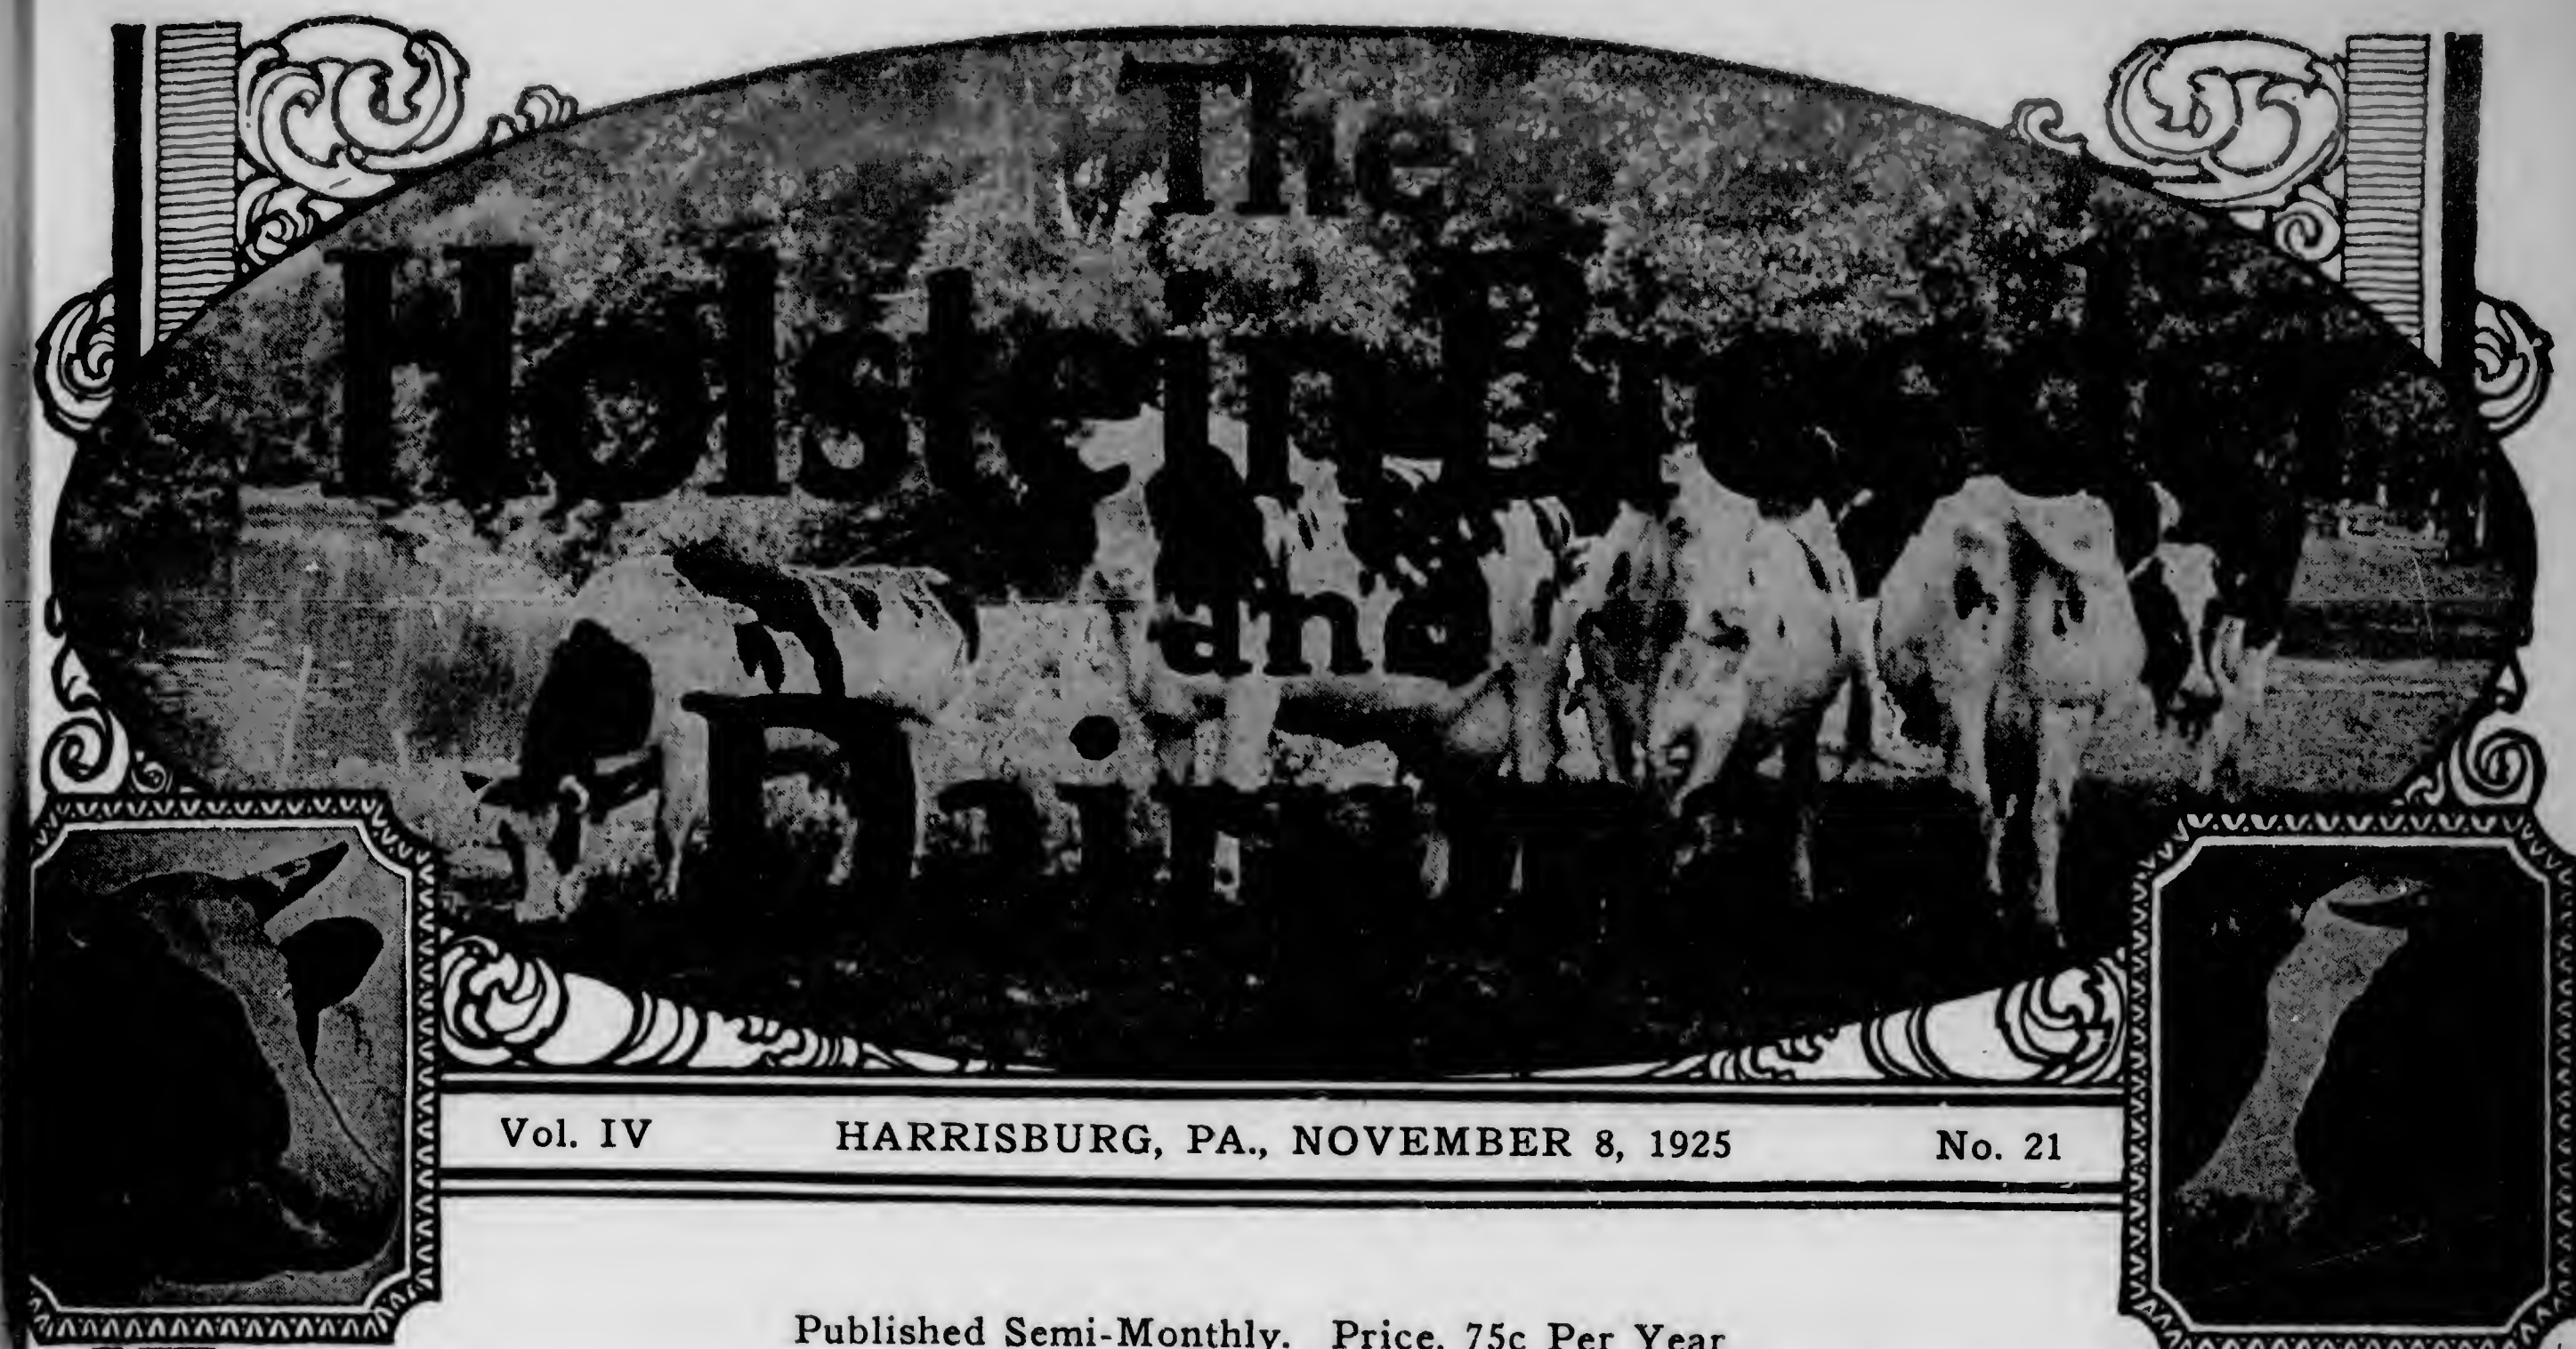 The
Holstein Breeder
and
Dairyman
Vol. IV HARRISBURG, PA., NOVEMBER 8, 1925 No. 21
Published Semi-Monthly. Price, 75c Per Year